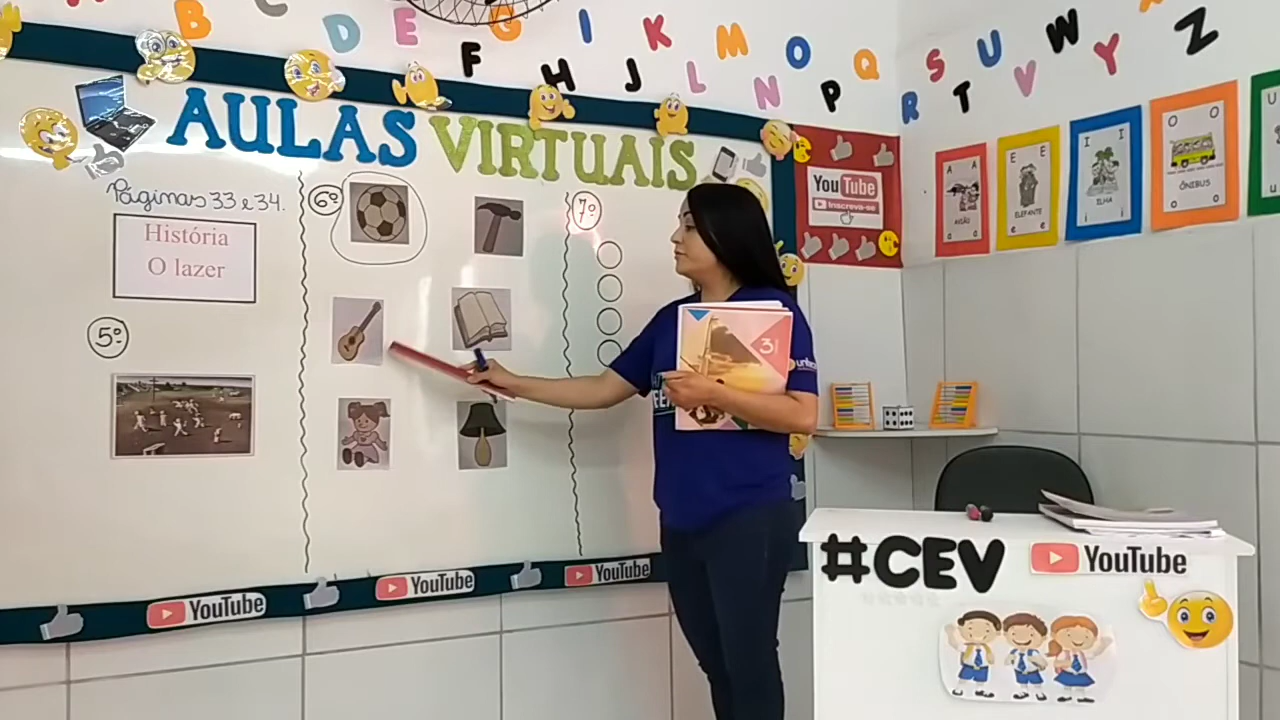 A B C D E F G H I J K L M N O P Q R S T U V W X Y Z
AULAS VIRTUAIS
Páginas 33 e 34.
História
O lazer
5º
6º
7º
YouTube
Inscreva-se
A A
AVIÃO
a a
E E
ELEFANTE
e e
I I
ILHA
i i
O O
ÔNIBUS
o o
U
u
3
#CEV
YouTube
YouTube
YouTube
YouTube